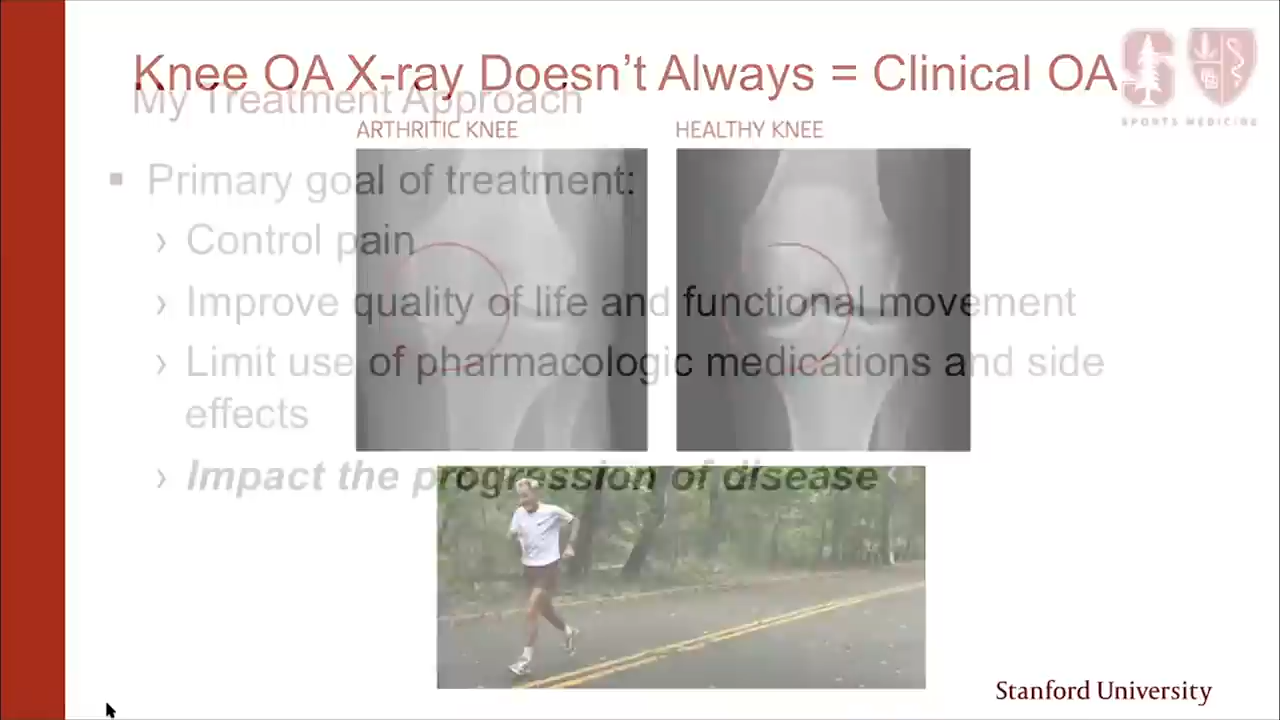 Knee OA X-ray Doesn't Always = Clinical OA
My Treatment Approach
SPORTS MEDICINE
ARTHRITIC KNEE
HEALTHY KNEE
Primary goal of treatment:
› Control pain
› Improve quality of life and functional movement
› Limit use of pharmacologic medications and side
effects
› Impact the progression of disease
Stanford University